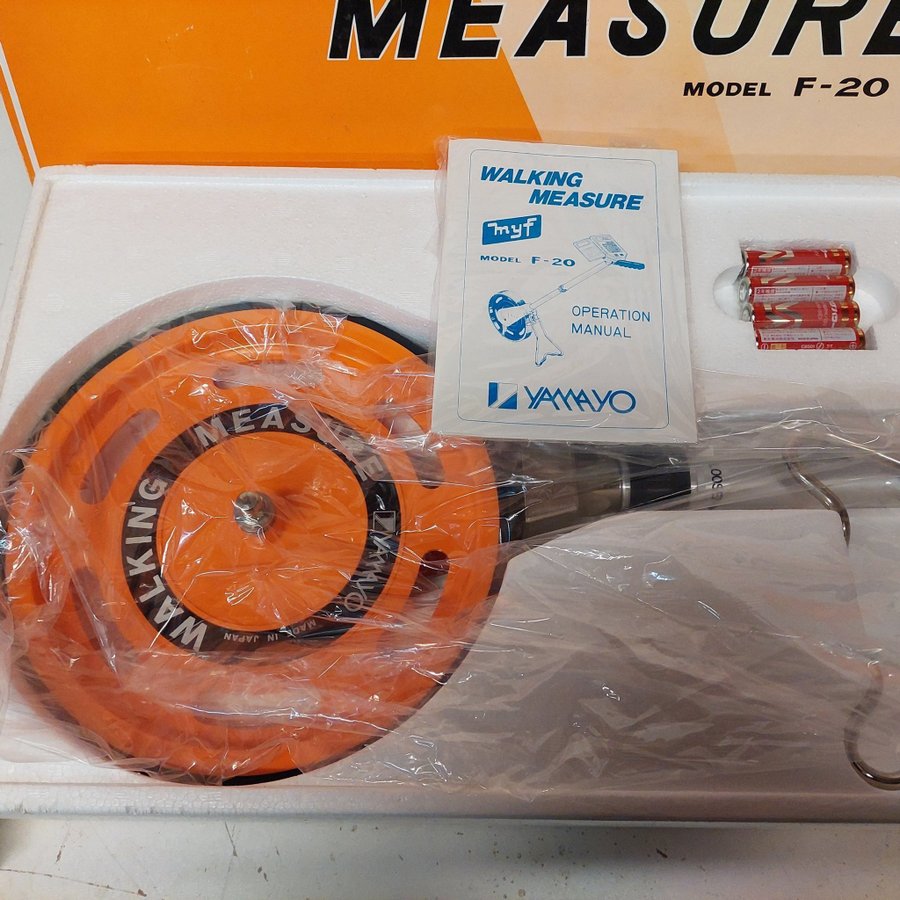 MEASURE
MODEL F-20
WALKING
MEASURE
myf
MODEL F-20
OPERATION
MANUAL
YAMAYO
WALKING MEASURE
YAMAYO
MADE IN JAPAN